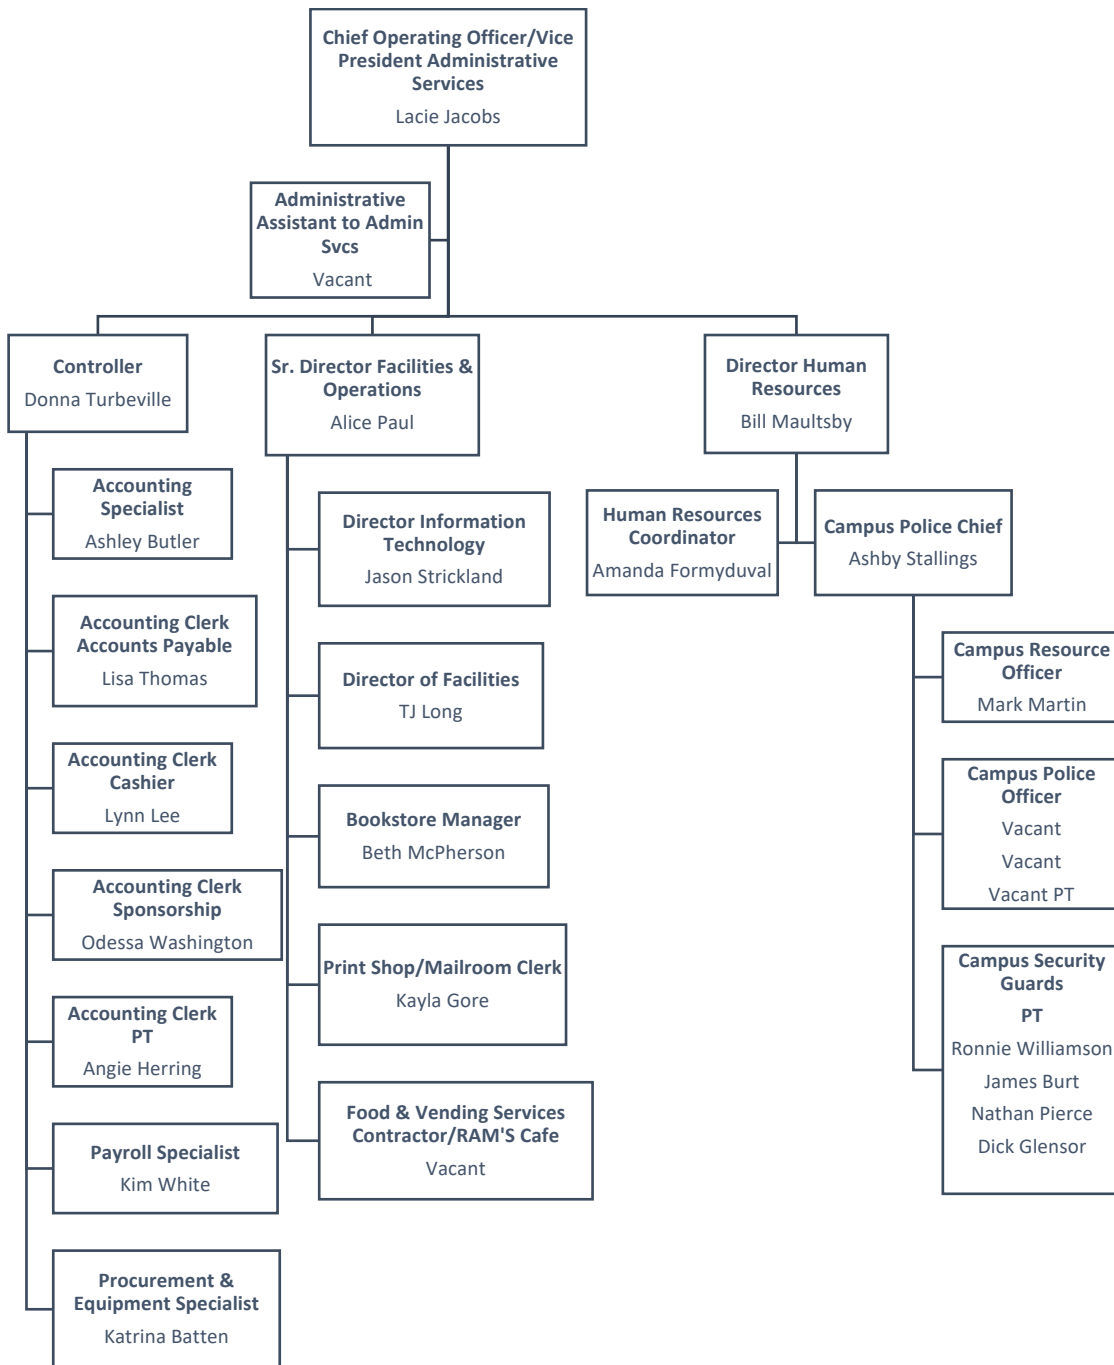 Chief Operating Officer/Vice
President Administrative
Services
Lacie Jacobs
Administrative
Assistant to Admin
Svcs
Vacant
Controller
Donna Turbeville
Sr. Director Facilities &
Operations
Alice Paul
Director Human
Resources
Bill Maultsby
Accounting
Specialist
Ashley Butler
Accounting Clerk
Accounts Payable
Lisa Thomas
Accounting Clerk
Cashier
Lynn Lee
Accounting Clerk
Sponsorship
Odessa Washington
Accounting Clerk
PT
Angie Herring
Payroll Specialist
Kim White
Procurement &
Equipment Specialist
Katrina Batten
Director Information
Technology
Jason Strickland
Director of Facilities
TJ Long
Bookstore Manager
Beth McPherson
Print Shop/Mailroom Clerk
Kayla Gore
Food & Vending Services
Contractor/RAM'S Cafe
Vacant
Human Resources
Coordinator
Amanda Formyduval
Campus Police Chief
Ashby Stallings
Campus Resource
Officer
Mark Martin
Campus Police
Officer
Vacant
Vacant
Vacant PT
Campus Security
Guards
PT
Ronnie Williamson
James Burt
Nathan Pierce
Dick Glensor